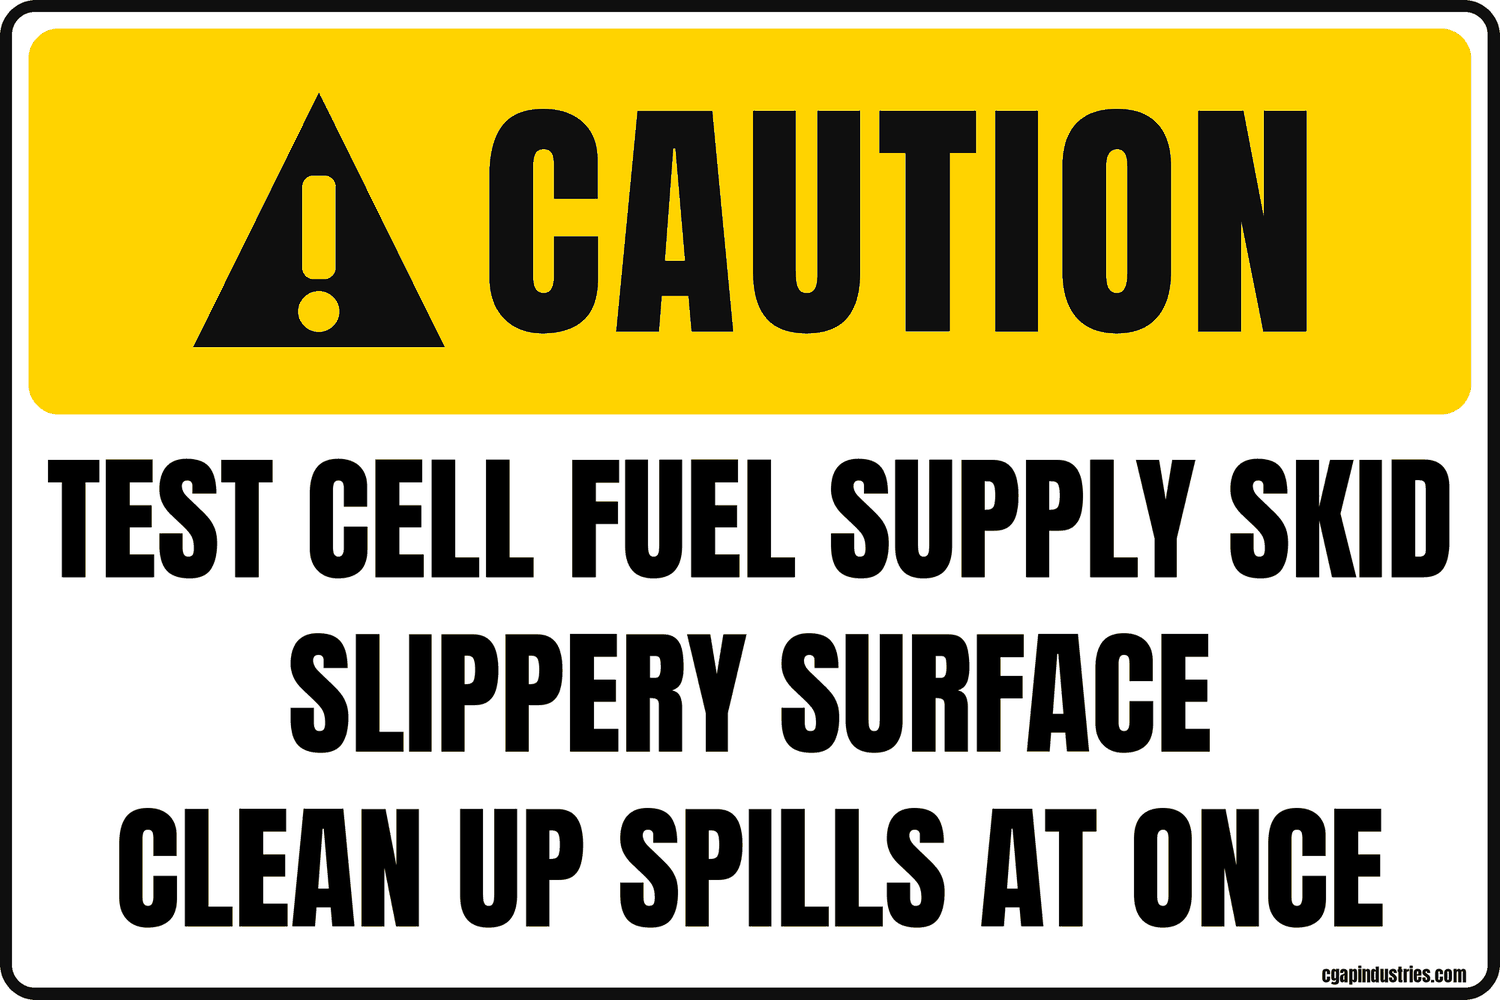 CAUTION
TEST CELL FUEL SUPPLY SKID
SLIPPERY SURFACE
CLEAN UP SPILLS AT ONCE
cgapindustries.com